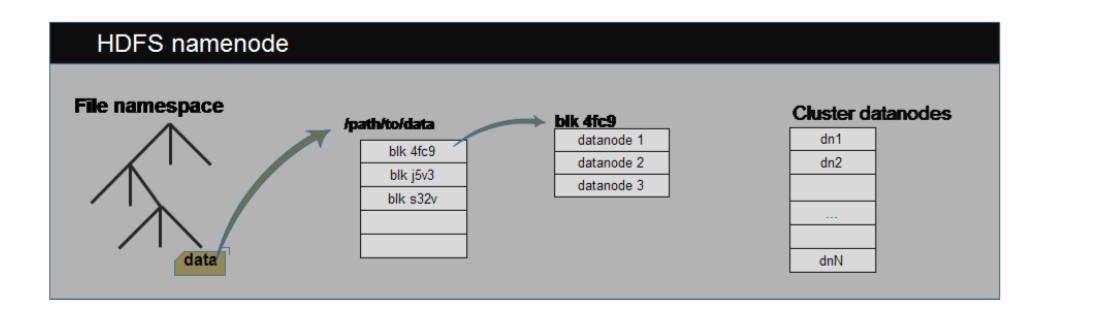 HDFS namenode
File namespace
data
/path/to/data
blk 4fc9
blk j5v3
blk s32v
blk 4fc9
datanode 1
datanode 2
datanode 3
Cluster datanodes
dn1
dn2
...
dnN